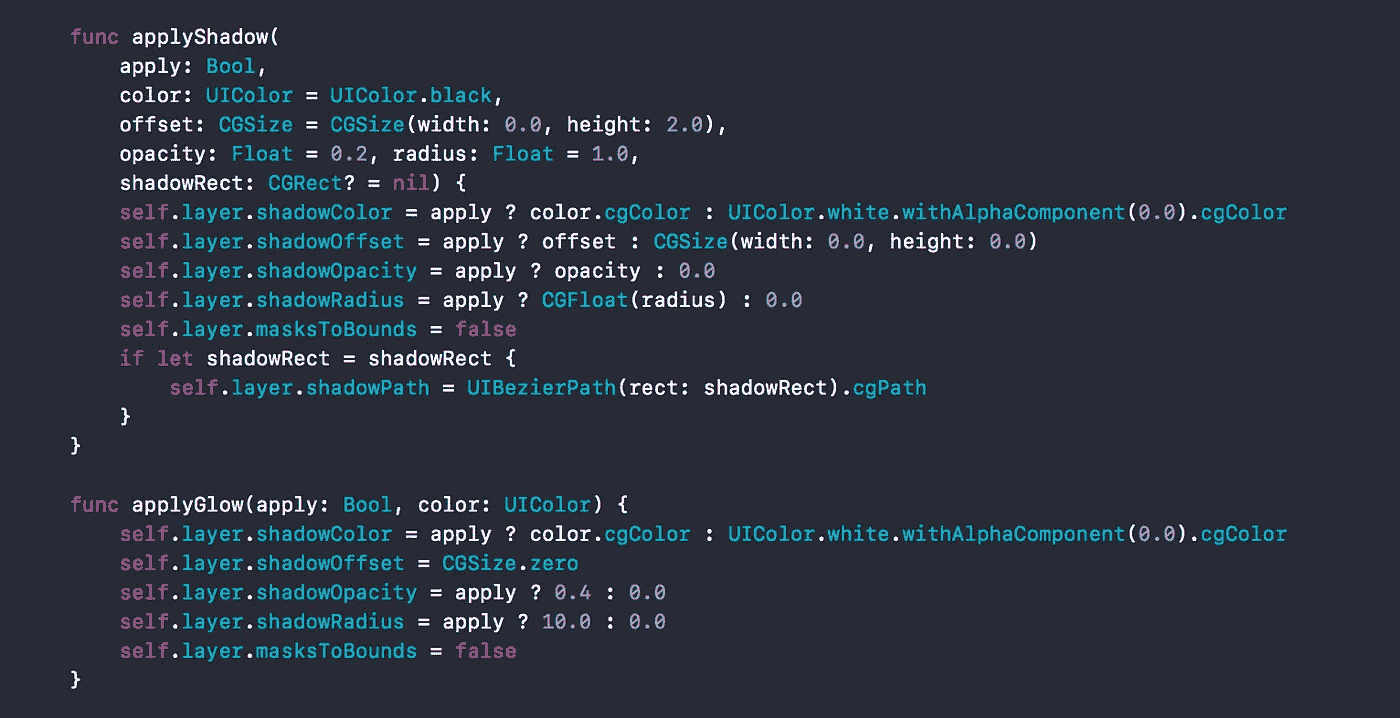 func applyShadow(
    apply: Bool,
    color: UIColor = UIColor.black,
    offset: CGSize = CGSize(width: 0.0, height: 2.0),
    opacity: Float = 0.2, radius: Float = 1.0,
    shadowRect: CGRect? = nil) {
    self.layer.shadowColor = apply ? color.cgColor : UIColor.white.withAlphaComponent(0.0).cgColor
    self.layer.shadowOffset = apply ? offset : CGSize(width: 0.0, height: 0.0)
    self.layer.shadowOpacity = apply ? opacity : 0.0
    self.layer.shadowRadius = apply ? CGFloat(radius) : 0.0
    self.layer.masksToBounds = false
    if let shadowRect = shadowRect {
        self.layer.shadowPath = UIBezierPath(rect: shadowRect).cgPath
    }
}

func applyGlow(apply: Bool, color: UIColor) {
    self.layer.shadowColor = apply ? color.cgColor : UIColor.white.withAlphaComponent(0.0).cgColor
    self.layer.shadowOffset = CGSize.zero
    self.layer.shadowOpacity = apply ? 0.4 : 0.0
    self.layer.shadowRadius = apply ? 10.0 : 0.0
    self.layer.masksToBounds = false
}